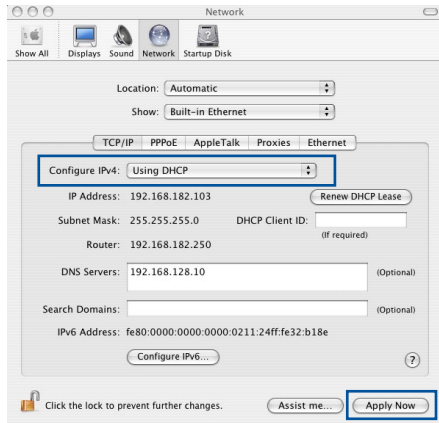 Network
Show All Displays Sound Network Startup Disk
Location: Automatic
Show: Built-in Ethernet
TCP/IP PPPoE AppleTalk Proxies Ethernet
Configure IPv4: Using DHCP
IP Address: 192.168.182.103 Renew DHCP Lease
Subnet Mask: 255.255.255.0 DHCP Client ID:
(If required)
Router: 192.168.182.250
DNS Servers: 192.168.128.10 (Optional)
Search Domains: (Optional)
IPv6 Address: fe80:0000:0000:0000:0211:24ff:fe32:b18e
Configure IPv6... ?
Click the lock to prevent further changes. Assist me... Apply Now